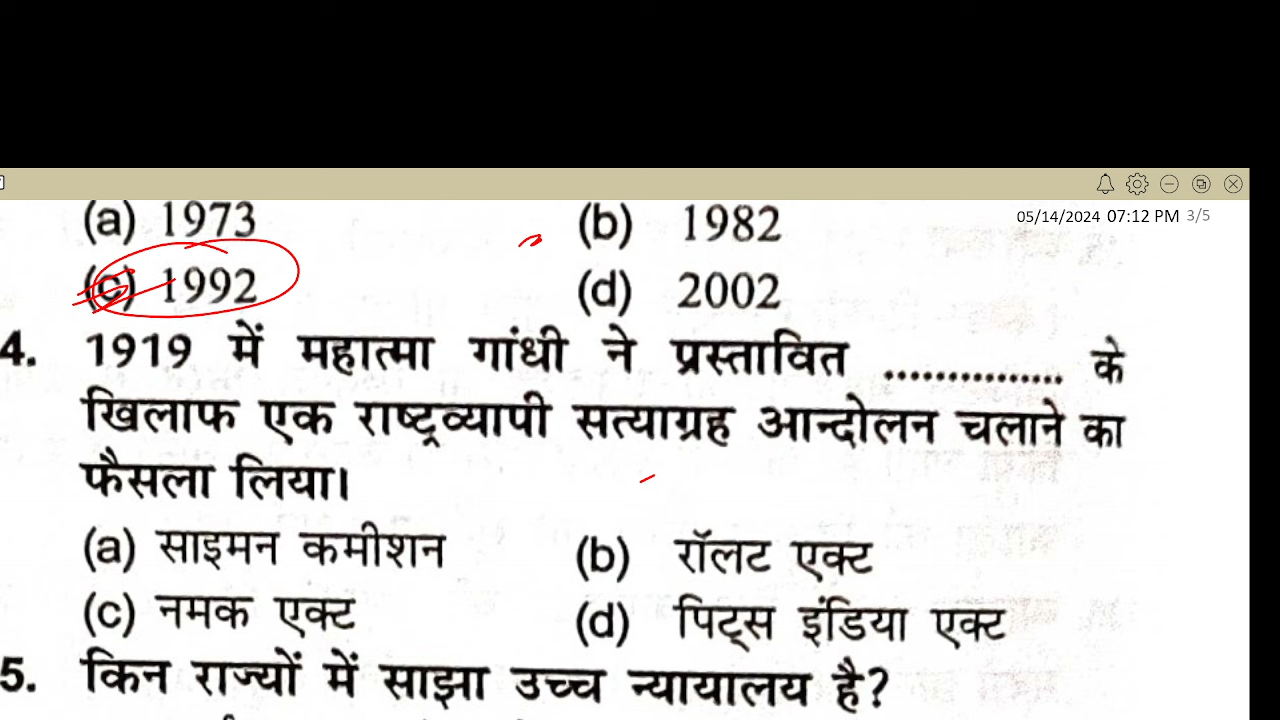 05/14/2024 07:12 PM 3/5
(a) 1973 (b) 1982
(c) 1992 (d) 2002
4. 1919 में महात्मा गांधी ने प्रस्तावित ............... के
खिलाफ एक राष्ट्रव्यापी सत्याग्रह आन्दोलन चलाने का
फैसला लिया।
(a) साइमन कमीशन (b) रॉलट एक्ट
(c) नमक एक्ट (d) पिट्स इंडिया एक्ट
5. किन राज्यों में साझा उच्च न्यायालय है?